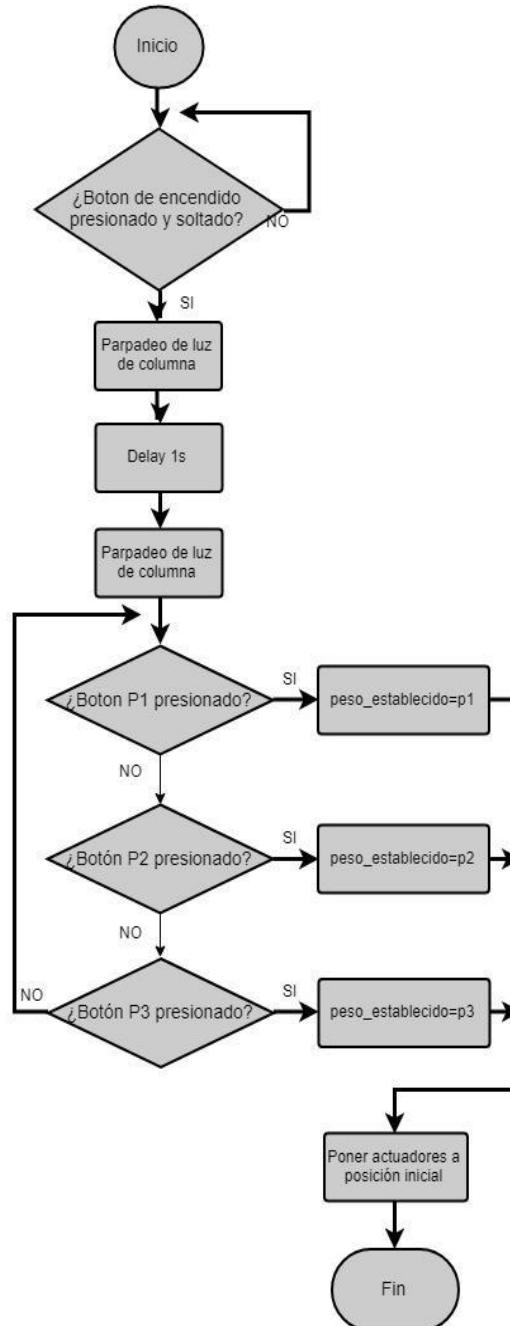 Inicio
¿Boton de encendido
presionado y soltado?
NO
SI
Parpadeo de luz
de columna
Delay 1s
Parpadeo de luz
de columna
¿Boton P1 presionado?
SI
peso_establecido=p1
NO
¿Botón P2 presionado?
SI
peso_establecido=p2
NO
NO
¿Botón P3 presionado?
SI
peso_establecido=p3
Poner actuadores a
posición inicial
Fin